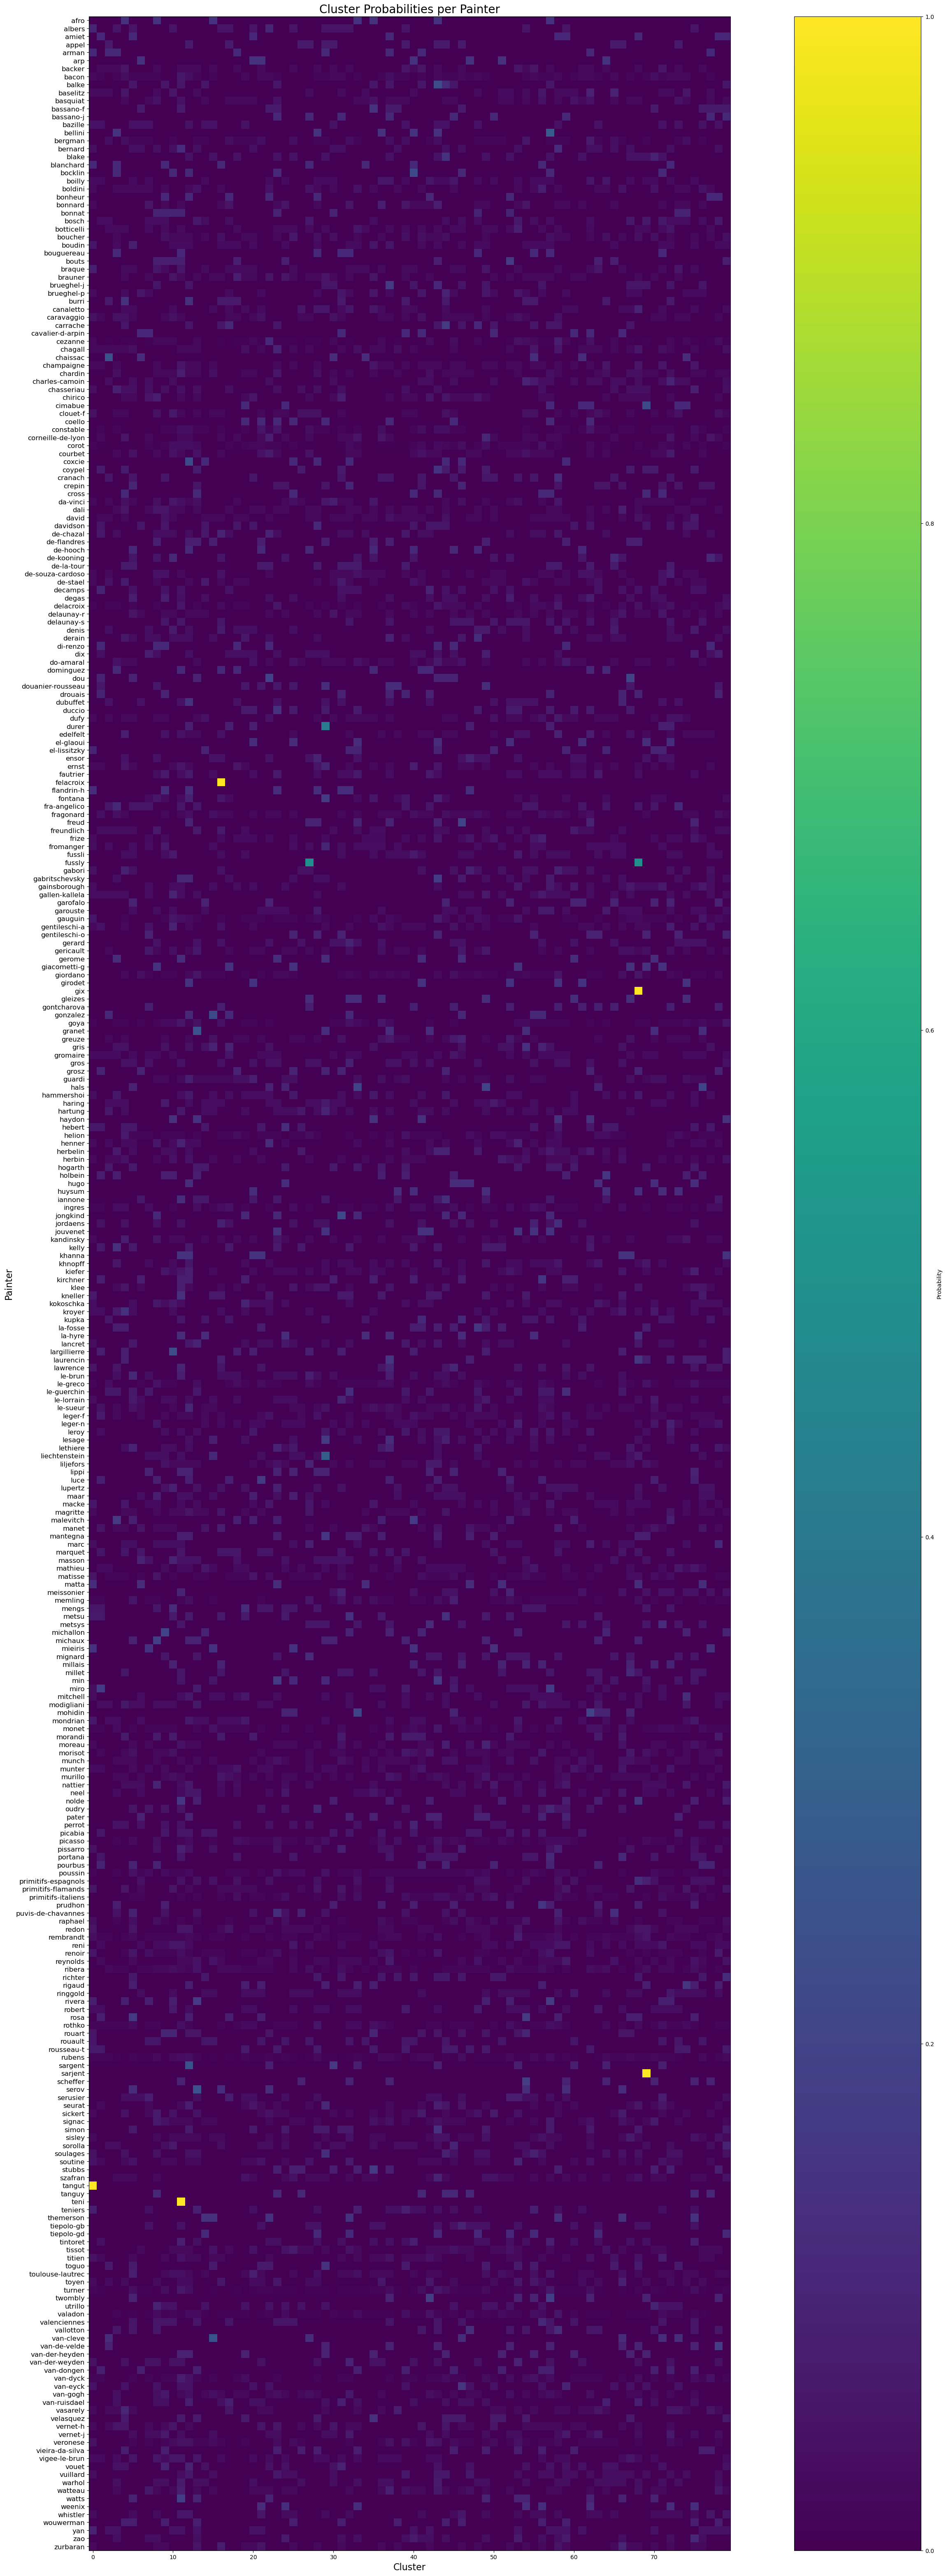 Cluster Probabilities per Painter
afro
albers
amiet
appel
arman
arp
backer
bacon
balke
baselitz
basquiat
bassano-f
bassano-j
bazille
bellini
bergman
bernard
blake
blanchard
bocklin
boilly
boldini
bonheur
bonnard
bonnat
bosch
botticelli
boucher
boudin
bouguereau
bouts
braque
brauner
brueghel-j
brueghel-p
burri
canaletto
caravaggio
carrache
cavalier-d-arpin
cezanne
chagall
chaissac
champaigne
chardin
charles-camoin
chasseriau
chirico
cimabue
clouet-f
coello
constable
corneille-de-lyon
corot
courbet
coxcie
coypel
cranach
crepin
cross
da-vinci
dali
david
davidson
de-chazal
de-flandres
de-hooch
de-kooning
de-la-tour
de-souza-cardoso
de-stael
decamps
degas
delacroix
delaunay-r
delaunay-s
denis
derain
di-renzo
dix
do-amaral
dominguez
dou
douanier-rousseau
drouais
dubuffet
duccio
dufy
durer
edelfelt
el-glaoui
el-lissitzky
ensor
ernst
fautrier
felacroix
flandrin-h
fontana
fra-angelico
fragonard
freud
freundlich
frize
fromanger
fussli
fussly
gabori
gabritschevsky
gainsborough
gallen-kallela
garofalo
garouste
gauguin
gentileschi-a
gentileschi-o
gerard
gericault
gerome
giacometti-g
giordano
girodet
gix
gleizes
gontcharova
gonzalez
goya
granet
greuze
gris
gromaire
gros
grosz
guardi
hals
hammershoi
haring
hartung
haydon
hebert
helion
henner
herbelin
herbin
hogarth
holbein
hugo
huysum
iannone
ingres
jongkind
jordaens
jouvenet
kandinsky
kelly
khanna
khnopff
kiefer
kirchner
klee
kneller
kokoschka
kroyer
kupka
la-fosse
la-hyre
lancret
largillierre
laurencin
lawrence
le-brun
le-greco
le-guerchin
le-lorrain
le-sueur
leger-f
leger-n
leroy
lesage
lethiere
liechtenstein
liljefors
lippi
luce
lupertz
maar
macke
magritte
malevitch
manet
mantegna
marc
marquet
masson
mathieu
matisse
matta
meissonier
memling
mengs
metsu
metsys
michallon
michaux
mieiris
mignard
millais
millet
min
miro
mitchell
modigliani
mohidin
mondrian
monet
morandi
moreau
morisot
munch
munter
murillo
nattier
neel
nolde
oudry
pater
perrot
picabia
picasso
pissarro
portana
pourbus
poussin
primitifs-espagnols
primitifs-flamands
primitifs-italiens
prudhon
puvis-de-chavannes
raphael
redon
rembrandt
reni
renoir
reynolds
ribera
richter
rigaud
ringgold
rivera
robert
rosa
rothko
rouart
rouault
rousseau-t
rubens
sargent
sarjent
scheffer
serov
serusier
seurat
sickert
signac
simon
sisley
sorolla
soulages
soutine
stubbs
szafran
tangut
tanguy
teni
teniers
themerson
tiepolo-gb
tiepolo-gd
tintoret
tissot
titien
toguo
toulouse-lautrec
toyen
turner
twombly
utrillo
valadon
valenciennes
vallotton
van-cleve
van-de-velde
van-der-heyden
van-der-weyden
van-dongen
van-dyck
van-eyck
van-gogh
van-ruisdael
vasarely
velasquez
vernet-h
vernet-j
veronese
vieira-da-silva
vigee-le-brun
vouet
vuillard
warhol
watteau
watts
weenix
whistler
wouwerman
yan
zao
zurbaran
Painter
0 10 20 30 40 50 60 70
Cluster
1.0
0.8
0.6
0.4
0.2
0.0
Probability